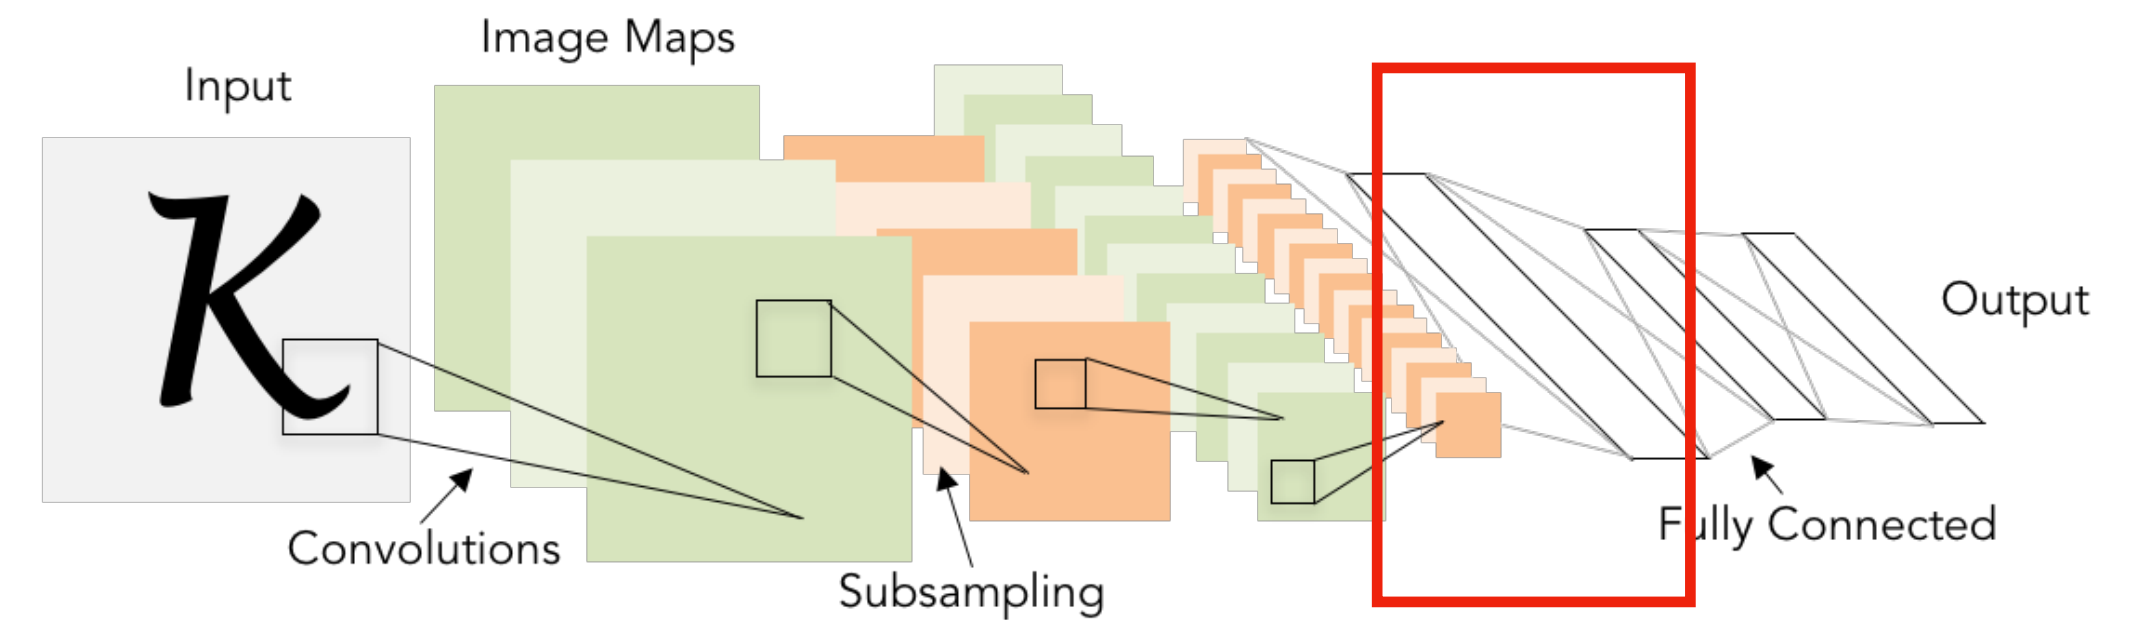 Input
Image Maps
K
Convolutions
Subsampling
Fully Connected
Output